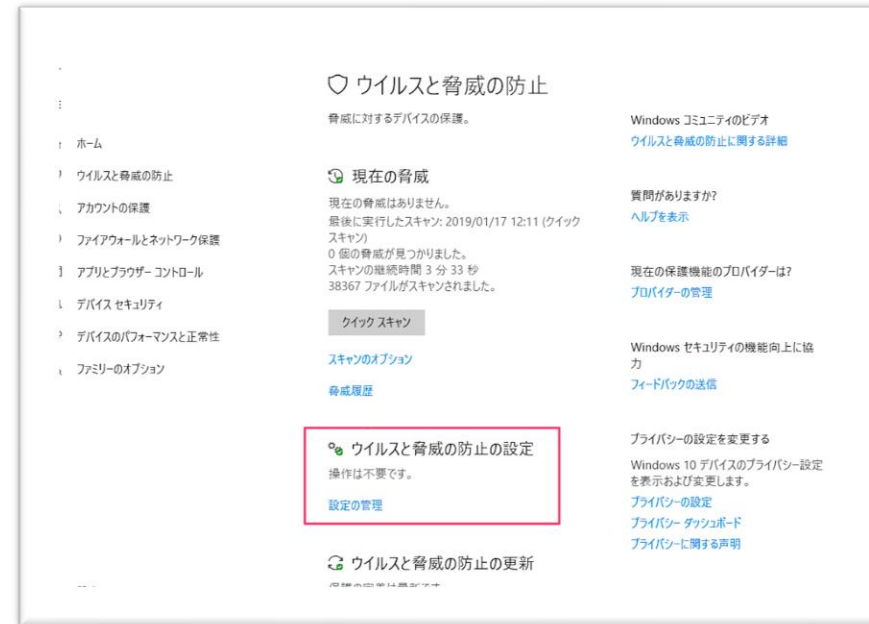 ホーム
ウイルスと脅威の防止
アカウントの保護
ファイアウォールとネットワーク保護
アプリとブラウザー コントロール
デバイス セキュリティ
デバイスのパフォーマンスと正常性
ファミリーのオプション
ウイルスと脅威の防止
脅威に対するデバイスの保護。
現在の脅威
現在の脅威はありません。
最後に実行したスキャン: 2019/01/17 12:11 (クイック
スキャン)
0 個の脅威が見つかりました。
スキャンの継続時間 3 分 33 秒
38367 ファイルがスキャンされました。
クイック スキャン
スキャンのオプション
脅威履歴
ウイルスと脅威の防止の設定
操作は不要です。
設定の管理
ウイルスと脅威の防止の更新
Windows コミュニティのビデオ
ウイルスと脅威の防止に関する詳細
質問がありますか?
ヘルプを表示
現在の保護機能のプロバイダーは?
プロバイダーの管理
Windows セキュリティの機能向上に協
力
フィードバックの送信
プライバシーの設定を変更する
Windows 10 デバイスのプライバシー設定
を表示および変更します。
プライバシーの設定
プライバシー ダッシュボード
プライバシーに関する声明